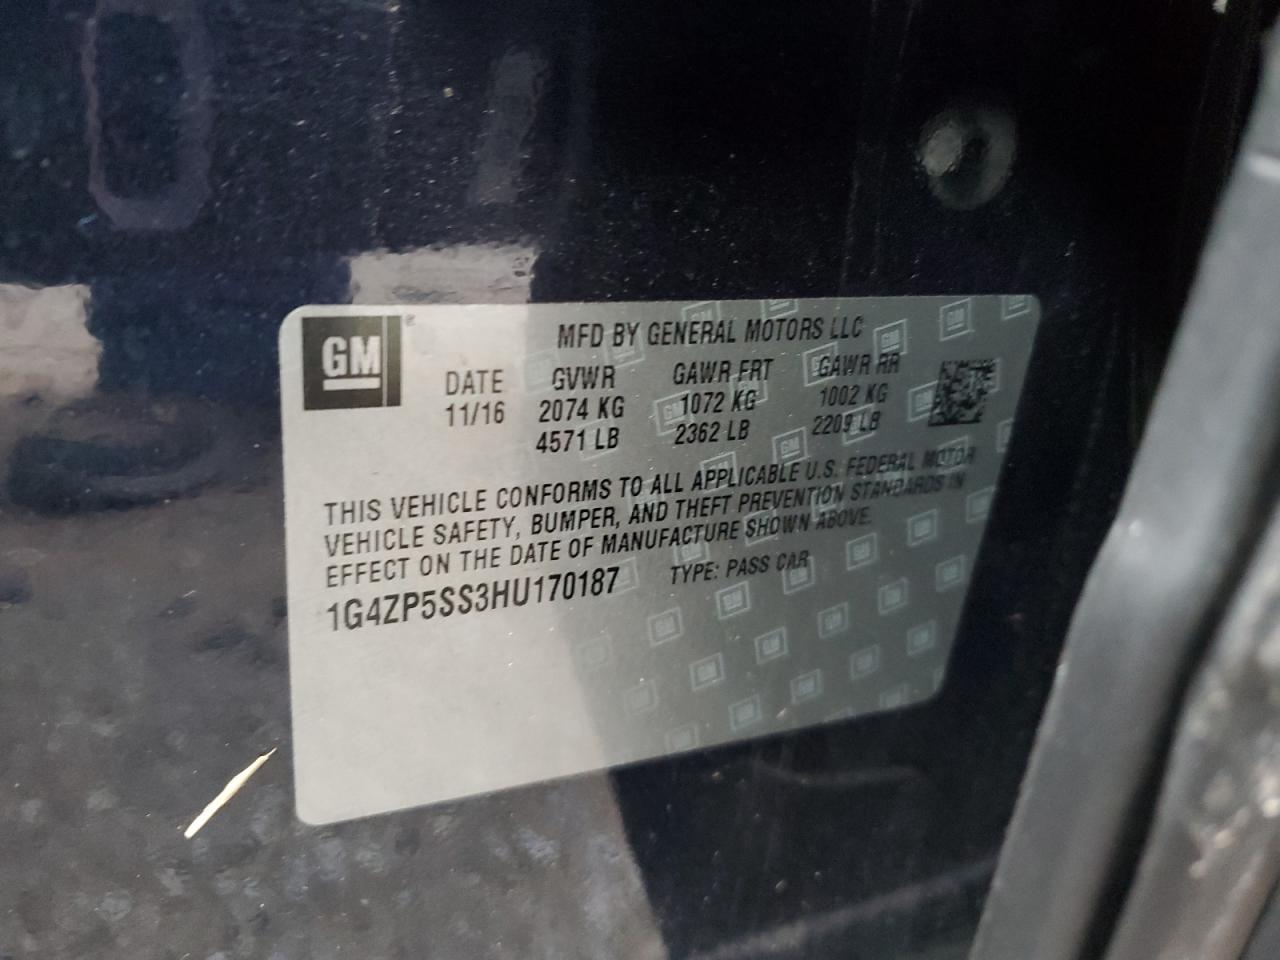 GM
MFD BY GENERAL MOTORS LLC
DATE GVWR GAWR FRT GAWR RR
11/16 2074 KG 1072 KG 1002 KG
4571 LB 2362 LB 2209 LB
THIS VEHICLE CONFORMS TO ALL APPLICABLE U.S. FEDERAL MOTOR
VEHICLE SAFETY, BUMPER, AND THEFT PREVENTION STANDARDS IN
EFFECT ON THE DATE OF MANUFACTURE SHOWN ABOVE.
1G4ZP5SS3HU170187 TYPE: PASS CAR